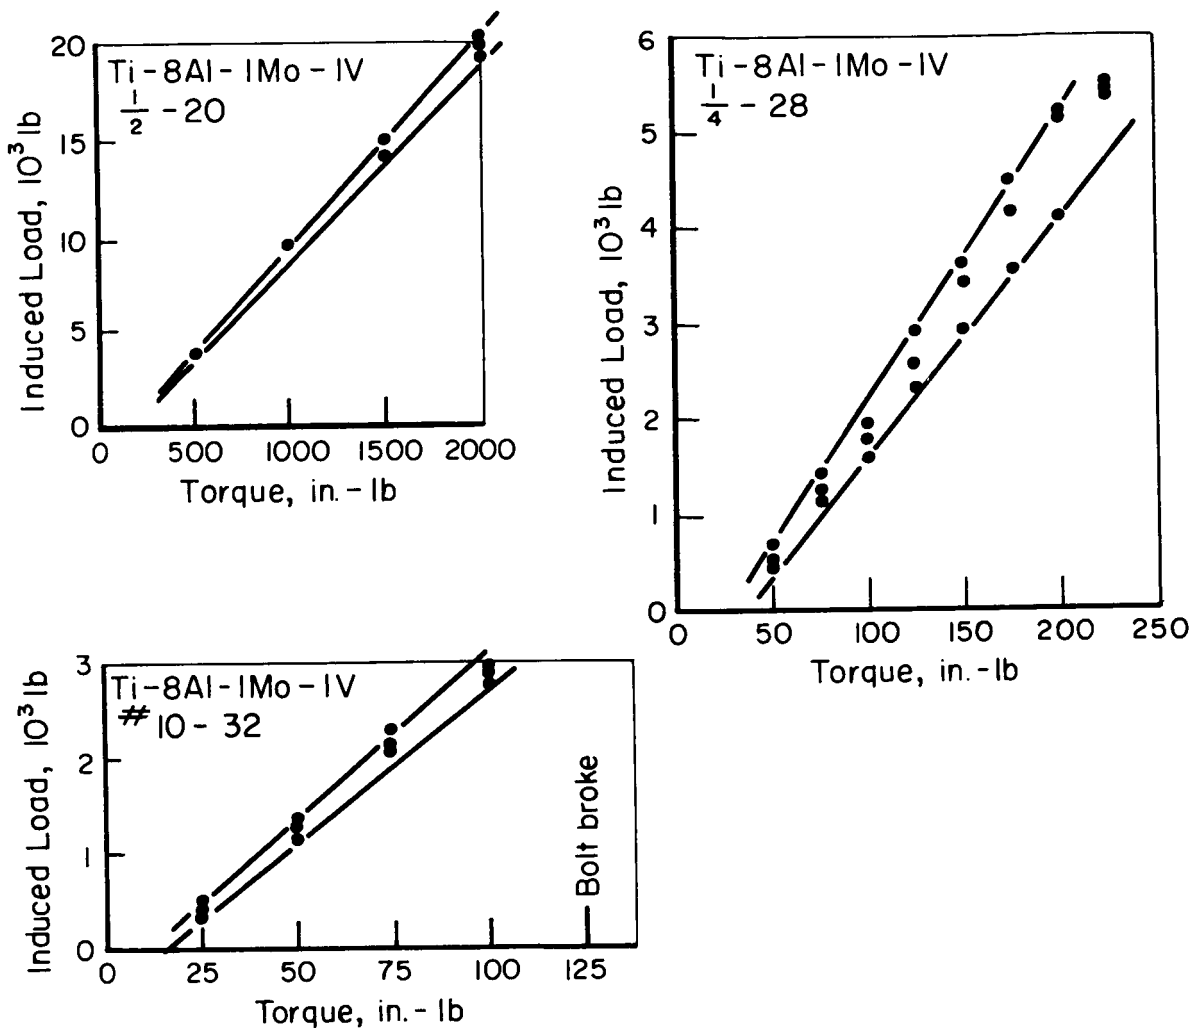 20
15
10
5
0
Induced Load, 10³ lb
Ti-8Al-1Mo-1V
1/2 -20
0 500 1000 1500 2000
Torque, in.-lb
6
5
4
3
2
1
0
Induced Load, 10³ lb
Ti-8Al-1Mo-1V
1/4 -28
0 50 100 150 200 250
Torque, in.-lb
3
2
1
0
Induced Load, 10³ lb
Ti-8Al-1Mo-1V
# 10-32
Bolt broke
0 25 50 75 100 125
Torque, in.-lb